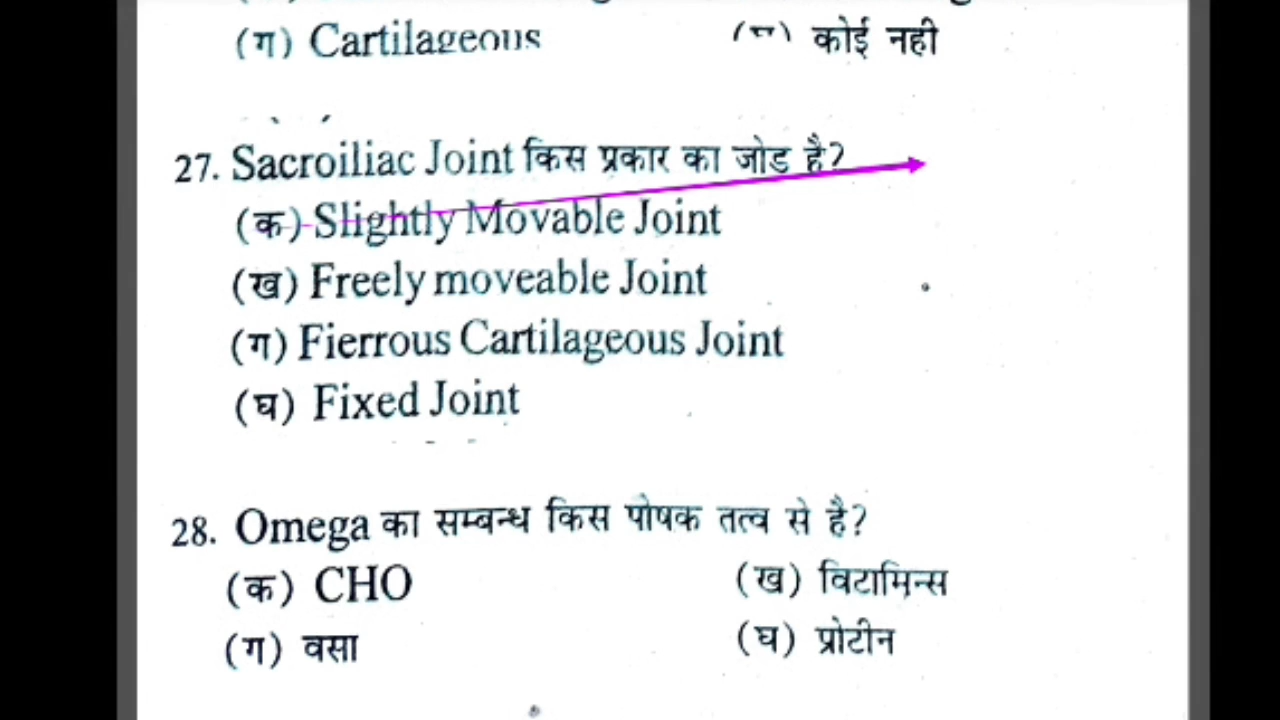 (ग) Cartilageous कोई नही
27. Sacroiliac Joint किस प्रकार का जोड है?
(क) Slightly Movable Joint
(ख) Freely moveable Joint
(ग) Fierrous Cartilageous Joint
(घ) Fixed Joint
28. Omega का सम्बन्ध किस पोषक तत्व से है?
(क) CHO (ख) विटामिन्स
(ग) वसा (घ) प्रोटीन